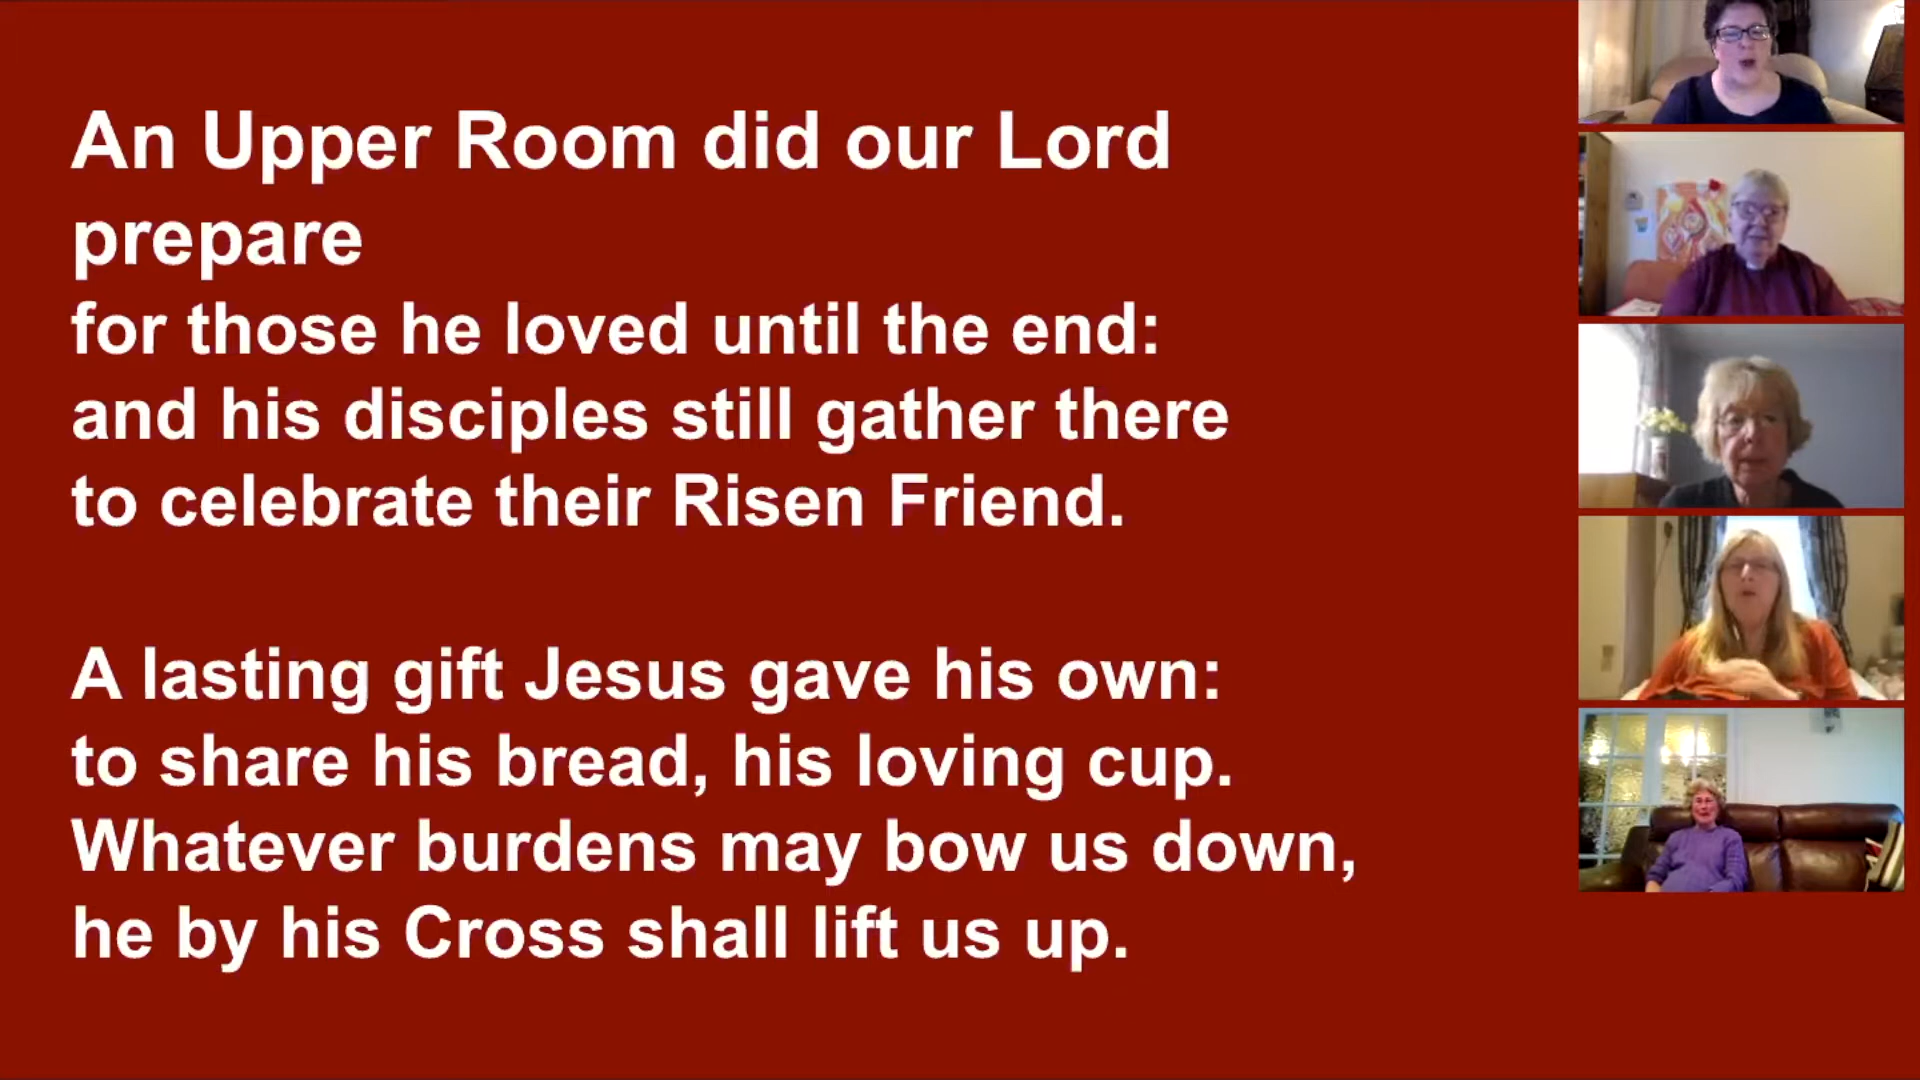 An Upper Room did our Lord
prepare
for those he loved until the end:
and his disciples still gather there
to celebrate their Risen Friend.
A lasting gift Jesus gave his own:
to share his bread, his loving cup.
Whatever burdens may bow us down,
he by his Cross shall lift us up.